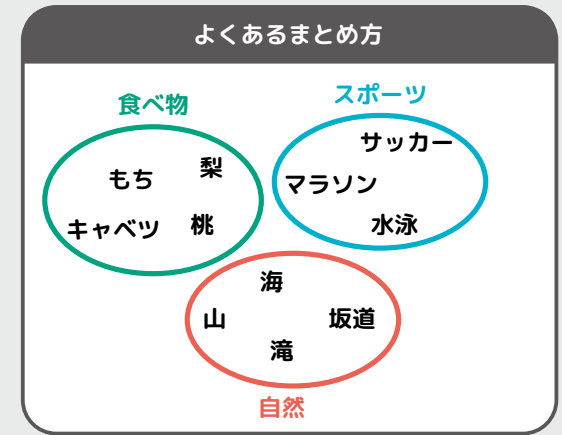 よくあるまとめ方
食べ物
もち
梨
キャベツ
桃
スポーツ
サッカー
マラソン
水泳
海
山
坂道
滝
自然